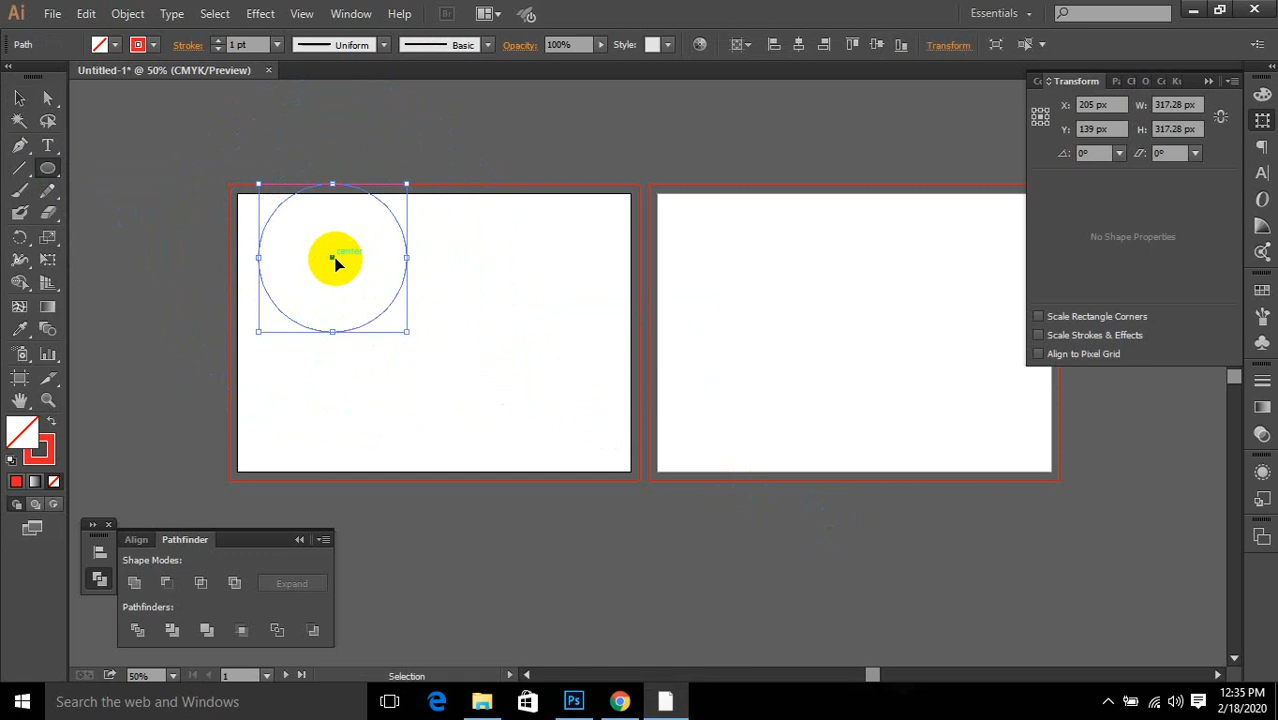 Ai File Edit Object Type Select Effect View Window Help Br Essentials
Path Stroke: 1 pt Uniform Basic Opacity: 100% Style: Transform
Untitled-1* @ 50% (CMYK/Preview)
Transform
X: 205 px W: 317.28 px
Y: 139 px H: 317.28 px
0° 0°
No Shape Properties
center
Scale Rectangle Corners
Scale Strokes & Effects
Align to Pixel Grid
Align Pathfinder
Shape Modes:
Expand
Pathfinders:
50% 1 Selection
Search the web and Windows
Ps
12:35 PM
2/18/2020